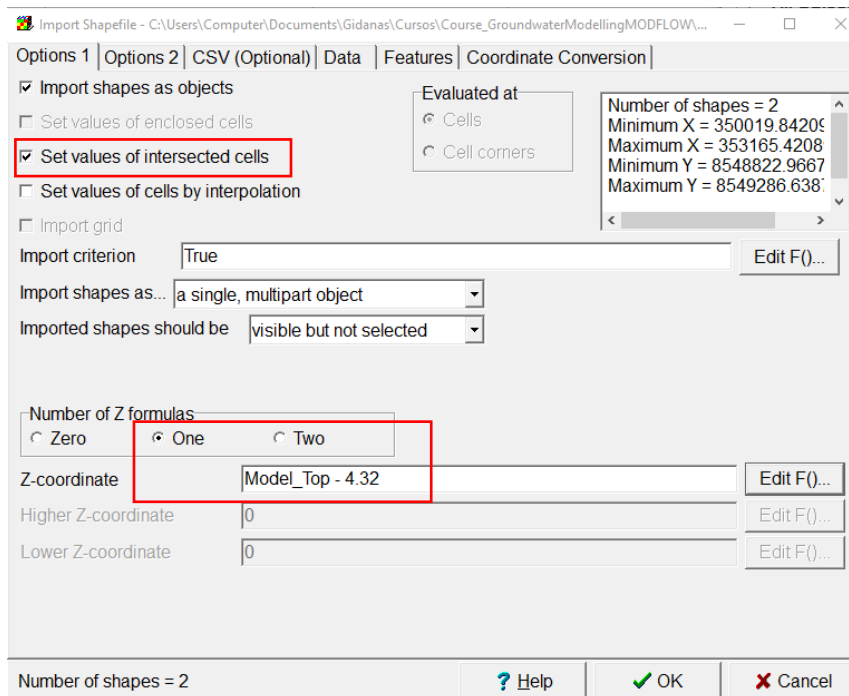 Import Shapefile - C:\Users\Computer\Documents\Gidanas\Cursos\Course_GroundwaterModellingMODFLOW\...
Options 1 Options 2 CSV (Optional) Data Features Coordinate Conversion
Import shapes as objects
Set values of enclosed cells
Set values of intersected cells
Set values of cells by interpolation
Import grid
Evaluated at
Cells
Cell corners
Number of shapes = 2
Minimum X = 350019.84209
Maximum X = 353165.4208
Minimum Y = 8548822.9667
Maximum Y = 8549286.638
Import criterion True Edit F()...
Import shapes as... a single, multipart object
Imported shapes should be visible but not selected
Number of Z formulas
Zero One Two
Z-coordinate Model_Top - 4.32 Edit F()...
Higher Z-coordinate 0 Edit F()...
Lower Z-coordinate 0 Edit F()...
Number of shapes = 2 ? Help OK Cancel